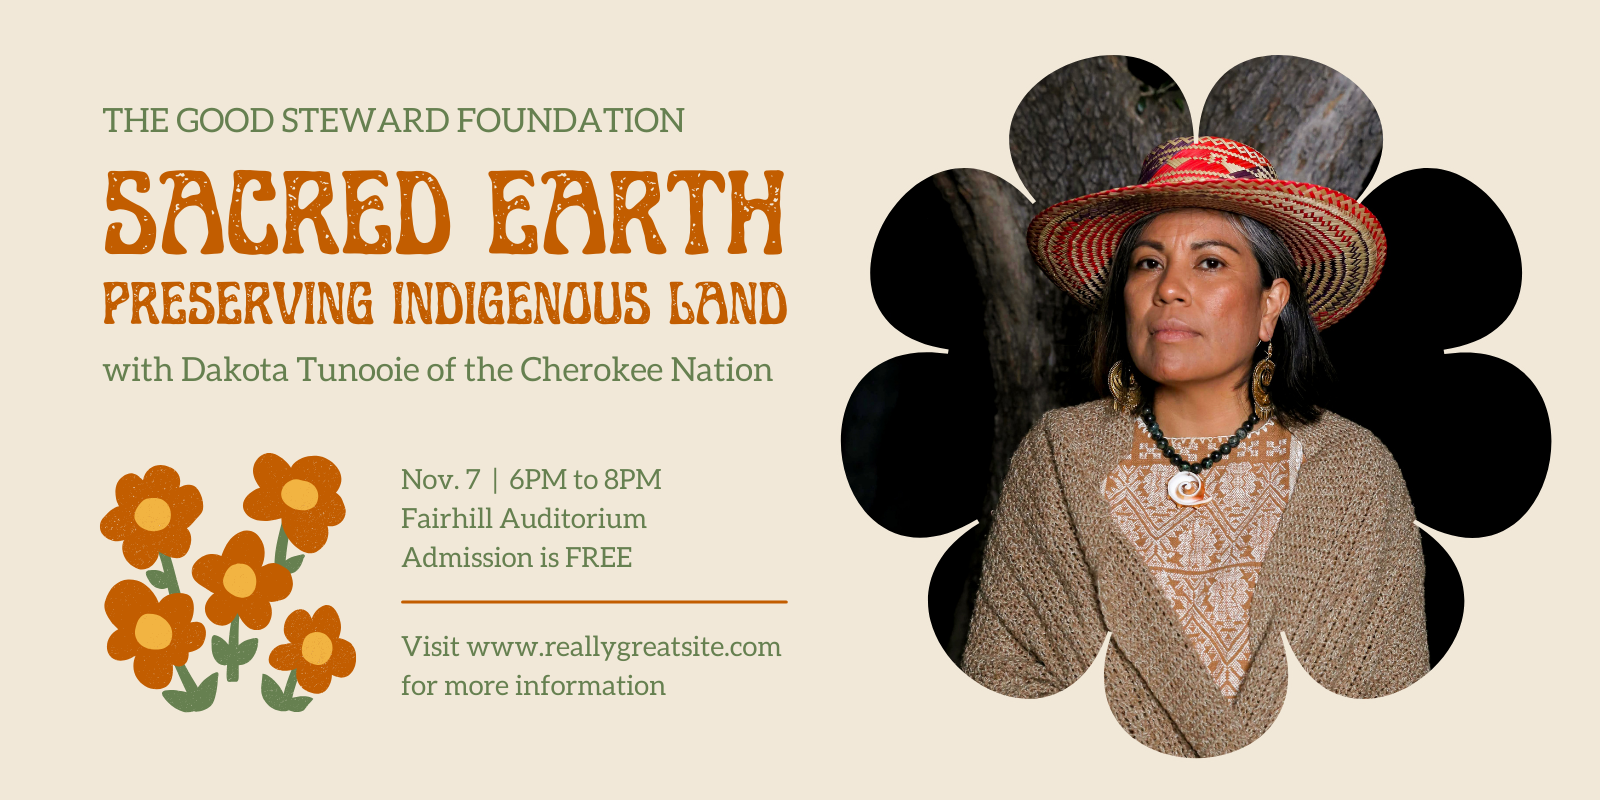 THE GOOD STEWARD FOUNDATION
SACRED EARTH
PRESERVING INDIGENOUS LAND
with Dakota Tunooie of the Cherokee Nation
Nov. 7 | 6PM to 8PM
Fairhill Auditorium
Admission is FREE
Visit www.reallygreatsite.com
for more information